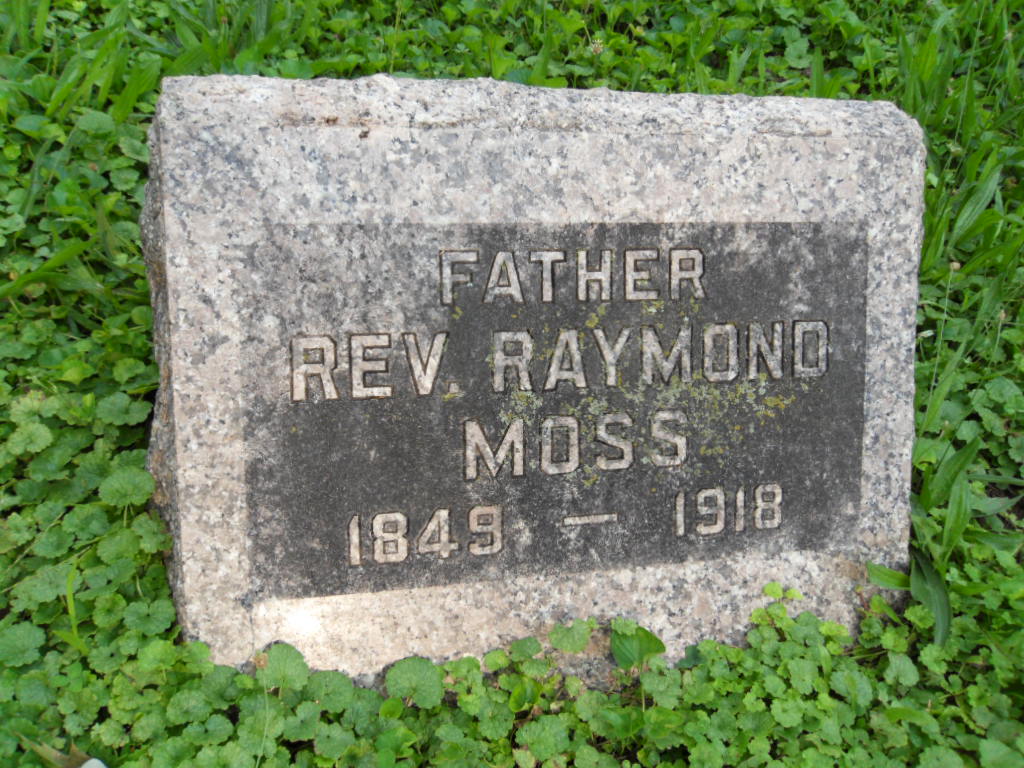 FATHER
REV. RAYMOND
MOSS
1849 — 1918